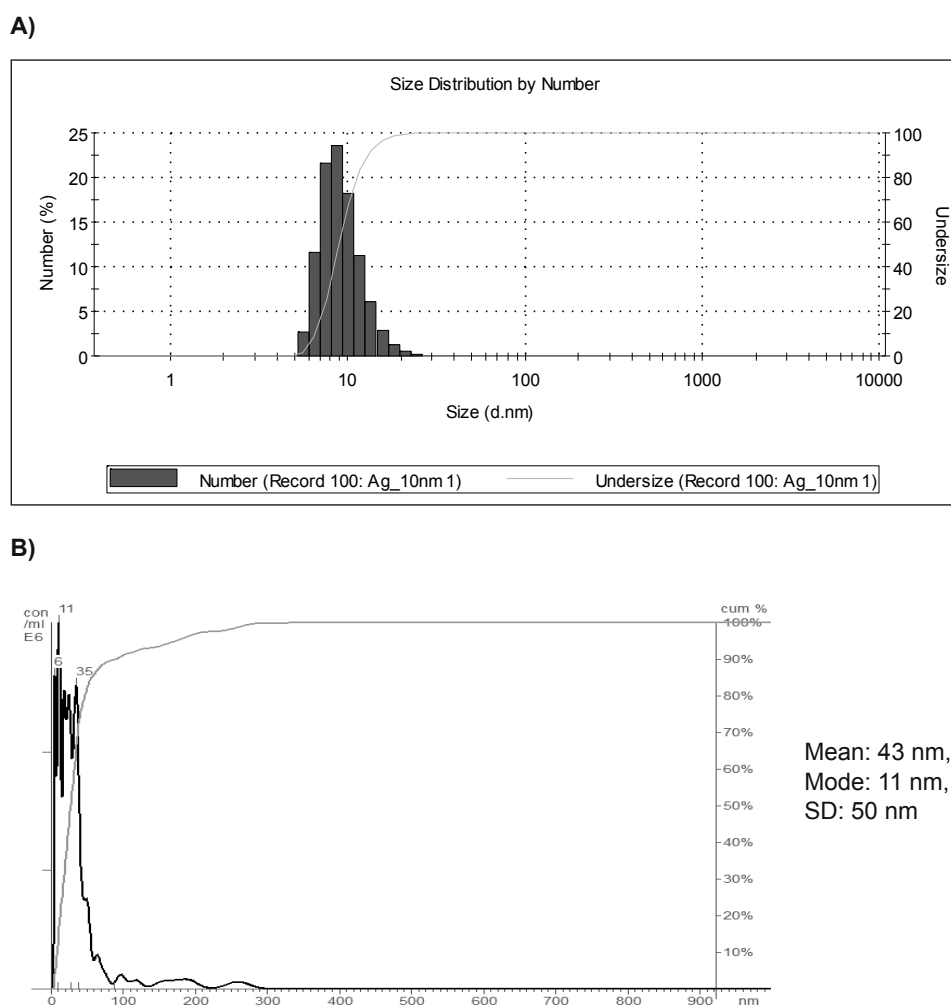 A)
Size Distribution by Number
Number (%)
25
20
15
10
5
0
100
80
60
40
20
0
Undersize
1
10
100
1000
10000
Size (d.nm)
Number (Record 100: Ag_10nm 1)
Undersize (Record 100: Ag_10nm 1)
B)
con
/ml
E6
11
6
35
cum %
100%
90%
80%
70%
60%
50%
40%
30%
20%
10%
Mean: 43 nm,
Mode: 11 nm,
SD: 50 nm
0 100 200 300 400 500 600 700 800 900 nm